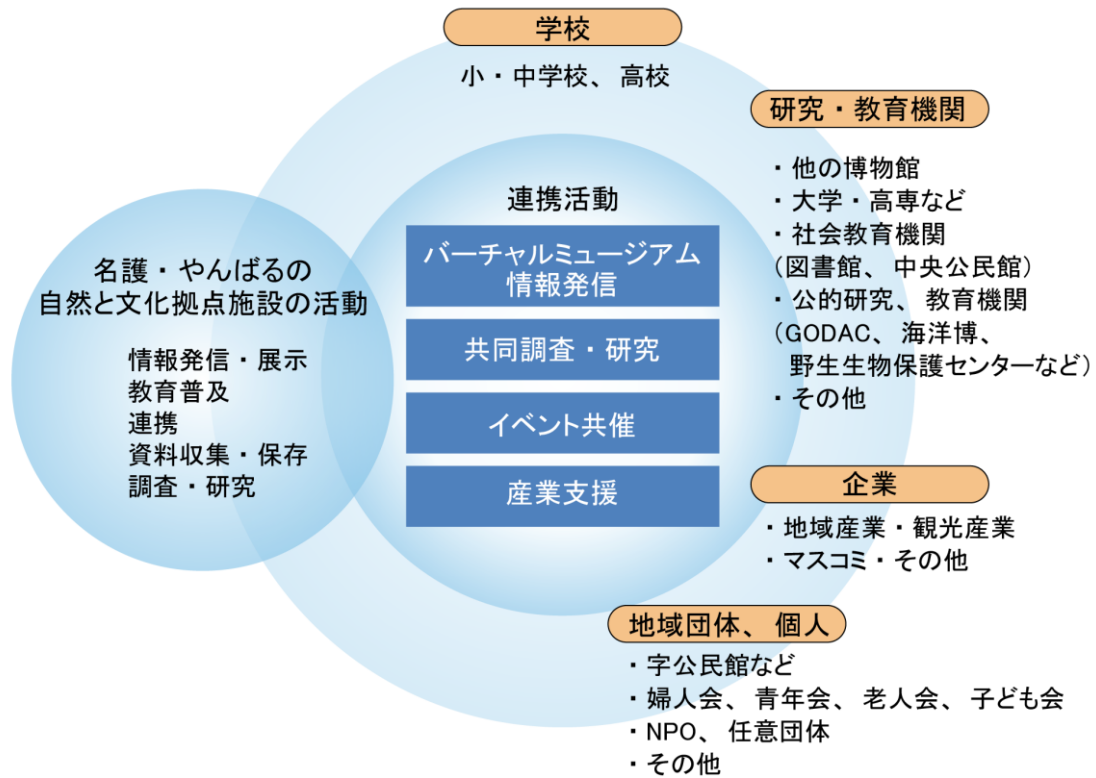 学校
小・中学校、高校
研究・教育機関
・他の博物館
・大学・高専など
・社会教育機関
(図書館、中央公民館)
・公的研究、教育機関
(GODAC、海洋博、
野生生物保護センターなど)
・その他
連携活動
バーチャルミュージアム
情報発信
共同調査・研究
イベント共催
産業支援
名護・やんばるの
自然と文化拠点施設の活動
情報発信・展示
教育普及
連携
資料収集・保存
調査・研究
企業
・地域産業・観光産業
・マスコミ・その他
地域団体、個人
・字公民館など
・婦人会、青年会、老人会、子ども会
・NPO、任意団体
・その他